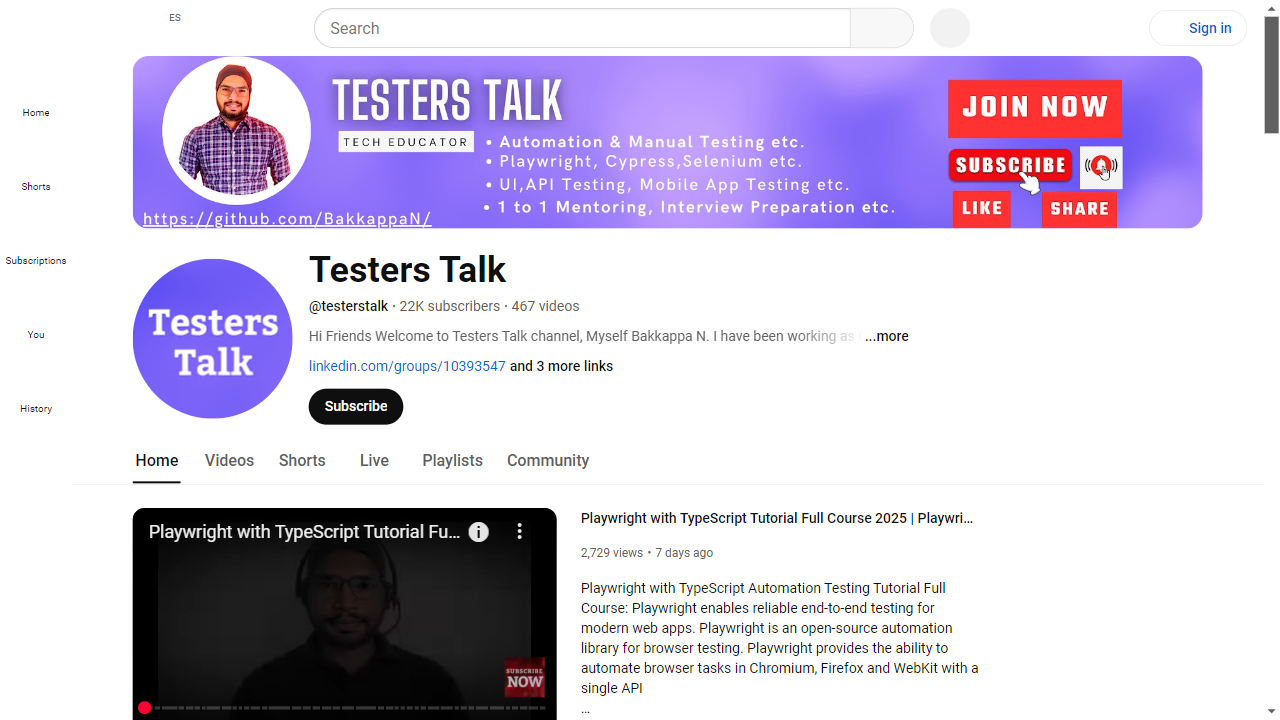 ES
Search
Sign in
Home
Shorts
Subscriptions
You
History
TESTERS TALK
TECH EDUCATOR
• Automation & Manual Testing etc.
• Playwright, Cypress,Selenium etc.
• UI,API Testing, Mobile App Testing etc.
• 1 to 1 Mentoring, Interview Preparation etc.
https://github.com/BakkappaN/
JOIN NOW
SUBSCRIBE
LIKE
SHARE
Testers
Talk
Testers Talk
@testerstalk · 22K subscribers · 467 videos
Hi Friends Welcome to Testers Talk channel, Myself Bakkappa N. I have been working as ...more
linkedin.com/groups/10393547 and 3 more links
Subscribe
Home Videos Shorts Live Playlists Community
Playwright with TypeScript Tutorial Fu...
SUBSCRIBE
NOW
Playwright with TypeScript Tutorial Full Course 2025 | Playwri...
2,729 views • 7 days ago
Playwright with TypeScript Automation Testing Tutorial Full
Course: Playwright enables reliable end-to-end testing for
modern web apps. Playwright is an open-source automation
library for browser testing. Playwright provides the ability to
automate browser tasks in Chromium, Firefox and WebKit with a
single API
...